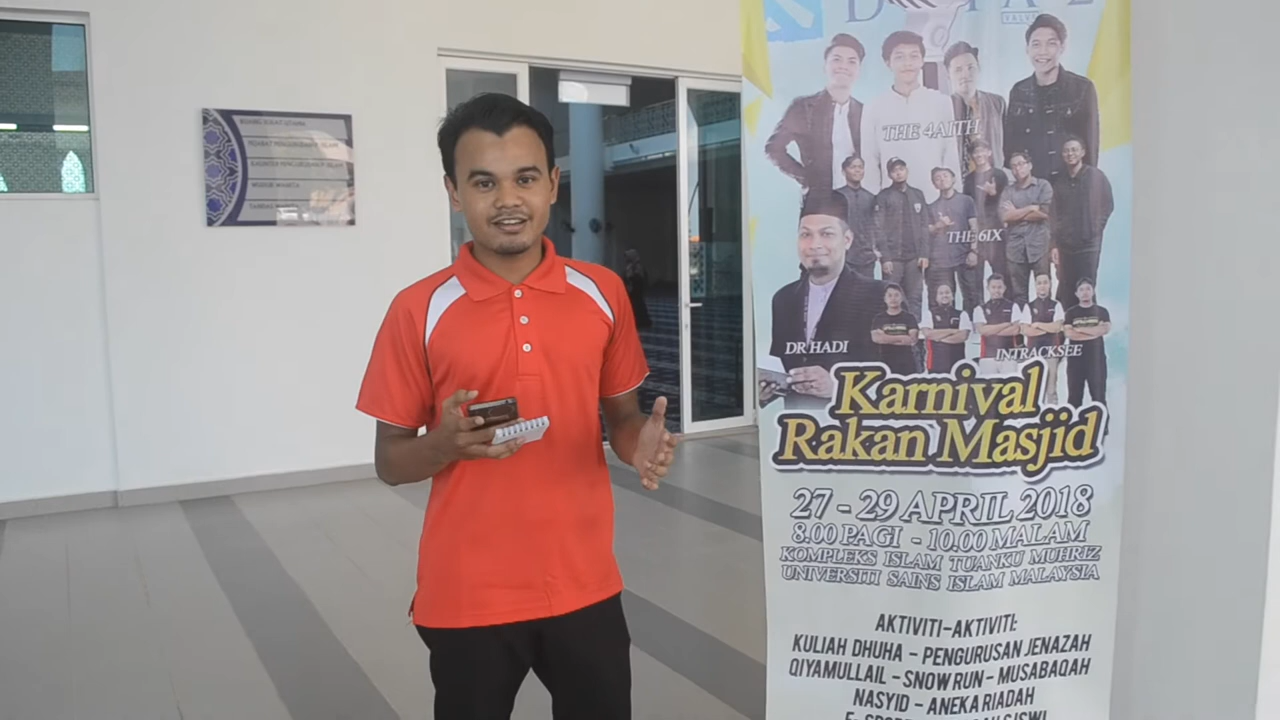 VALVE
THE 4AITH
THE 6IX
DR HADI
INTRACKSEE
Karnival
Rakan Masjid
27 - 29 APRIL 2018
8.00 PAGI - 10.00 MALAM
KOMPLEKS ISLAM TUANKU MUHRIZ
UNIVERSITI SAINS ISLAM MALAYSIA
AKTIVITI-AKTIVITI:
KULIAH DHUHA - PENGURUSAN JENAZAH
QIYAMULLAIL - SNOW RUN - MUSABAQAH
NASYID - ANEKA RIADAH